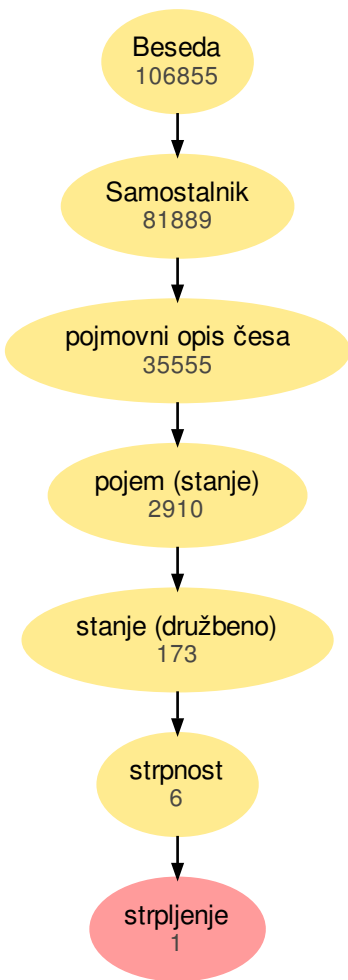 Beseda
106855
Samostalnik
81889
pojmovni opis česa
35555
pojem (stanje)
2910
stanje (družbeno)
173
strpnost
6
strpljenje
1